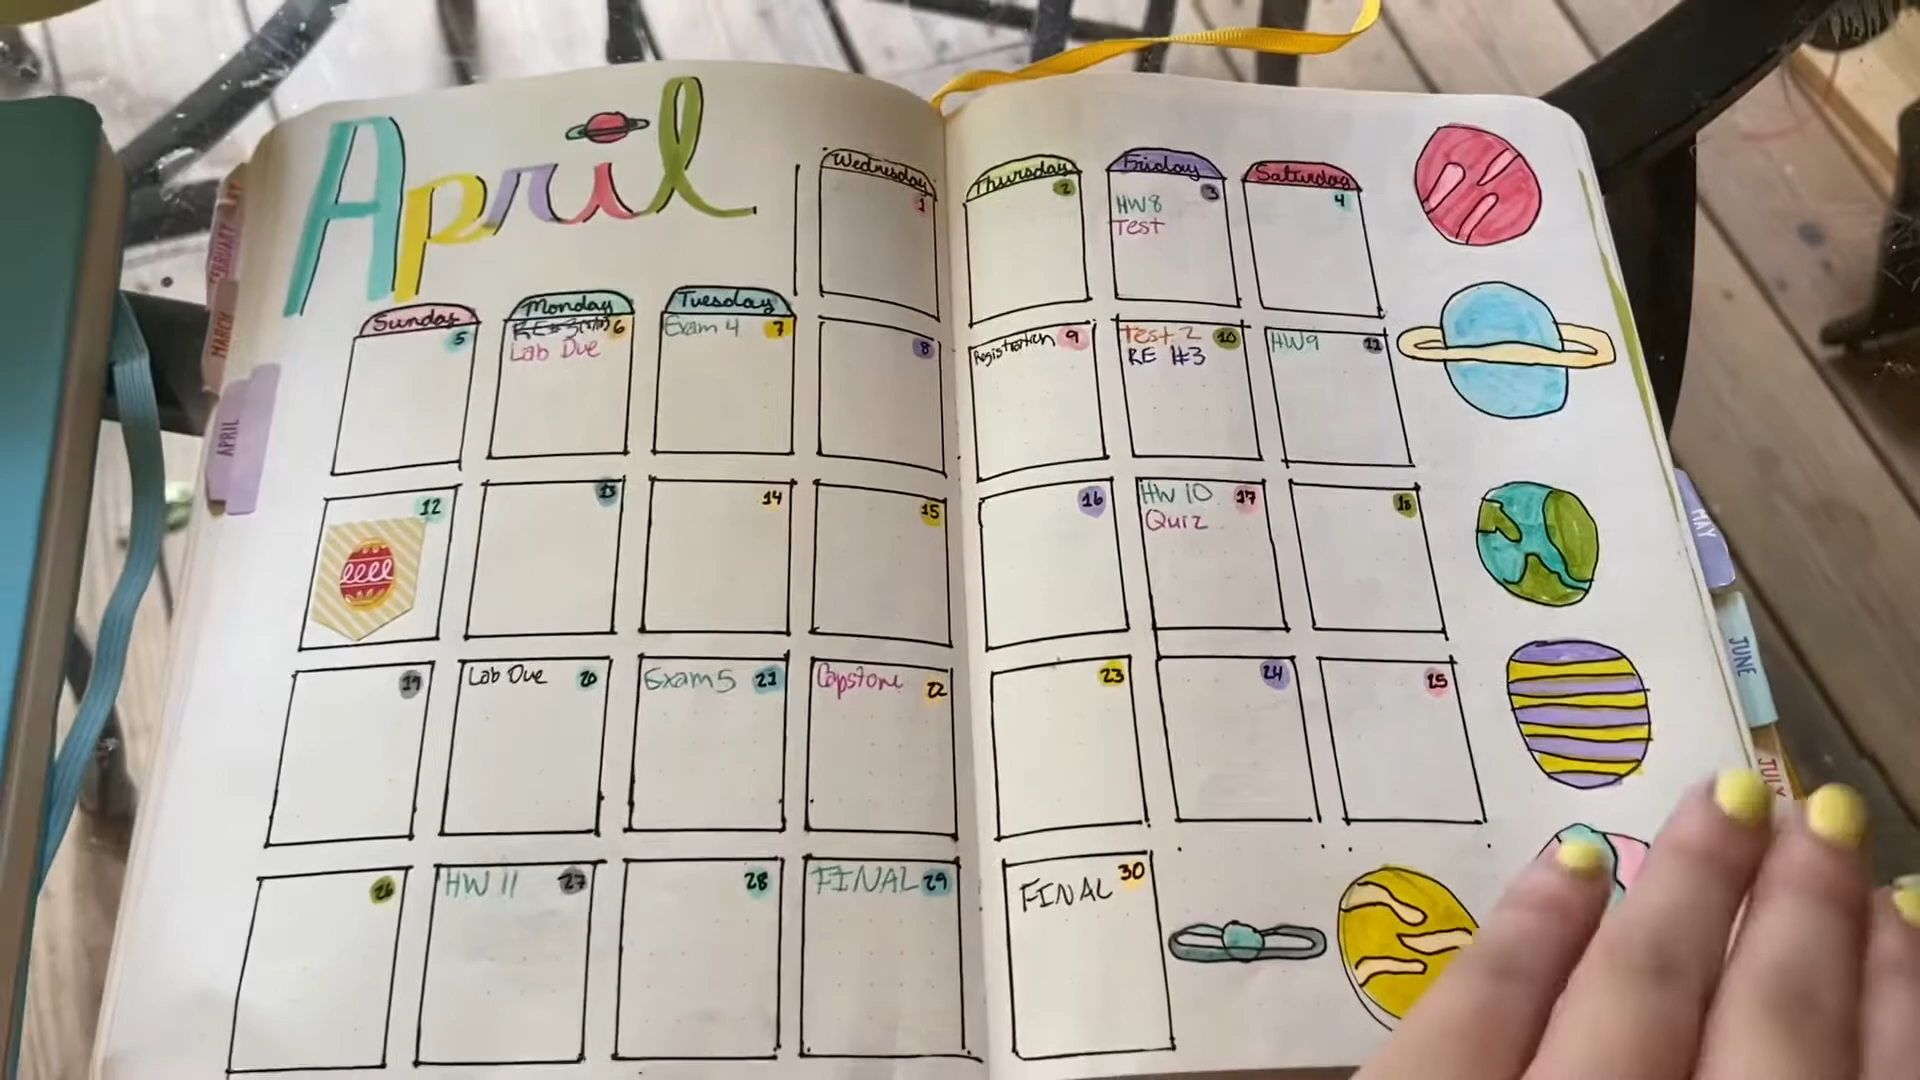 April
Wednesday
Thursday
Friday
Saturday
1
2
3
HW8
Test
4
Sunday
Monday
Tuesday
5
6
Lab Due
Exam 4
7
8
Registration
9
Test 2
10
RE #3
HW9
11
12
13
14
15
16
HW 10
17
Quiz
18
19
Lab Due
20
Exam 5
21
Capstone
22
23
24
25
26
HW 11
27
28
FINAL
29
FINAL
30
FEBRUARY
MARCH
APRIL
MAY
JUNE
JULY